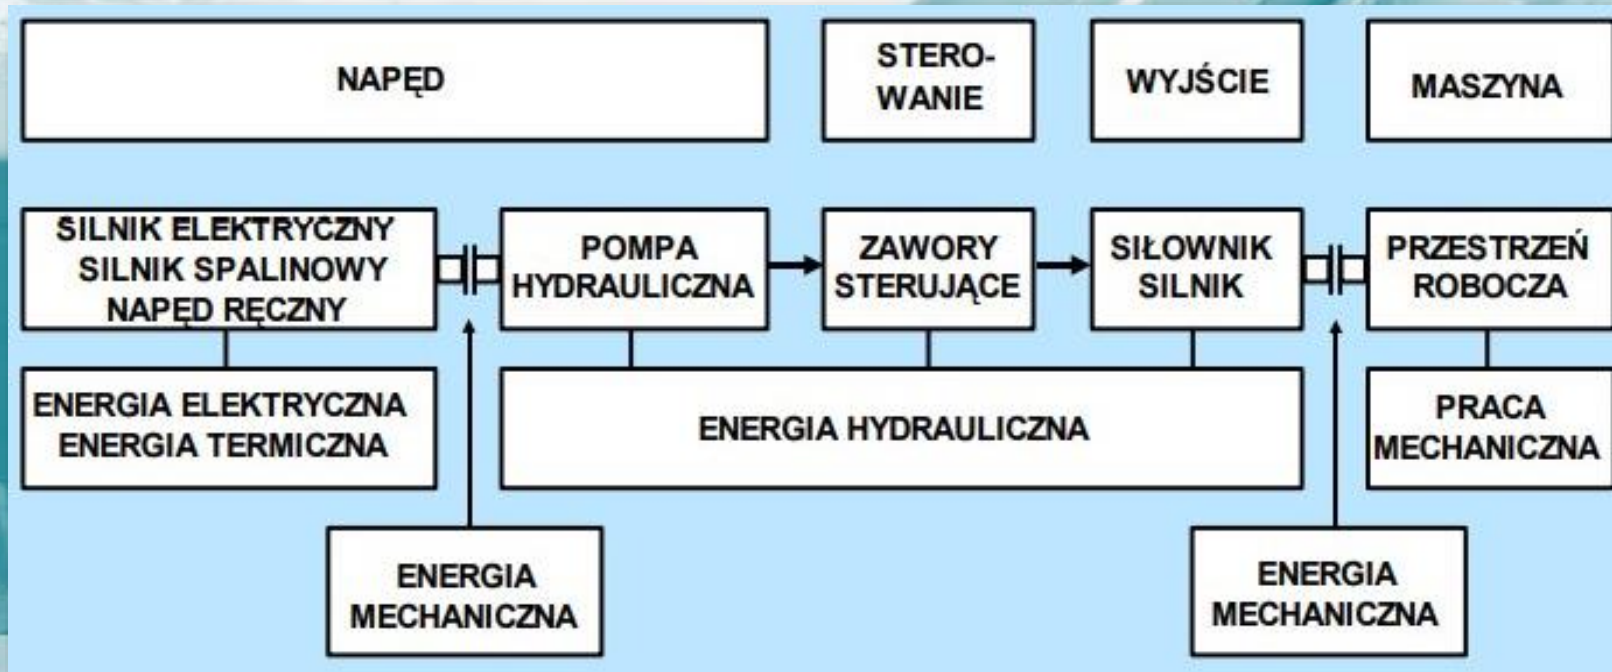 NAPĘD
STERO-
WANIE
WYJŚCIE
MASZYNA
SILNIK ELEKTRYCZNY
SILNIK SPALINOWY
NAPĘD RĘCZNY
POMPA
HYDRAULICZNA
ZAWORY
STERUJĄCE
SIŁOWNIK
SILNIK
PRZESTRZEŃ
ROBOCZA
ENERGIA ELEKTRYCZNA
ENERGIA TERMICZNA
ENERGIA HYDRAULICZNA
PRACA
MECHANICZNA
ENERGIA
MECHANICZNA
ENERGIA
MECHANICZNA